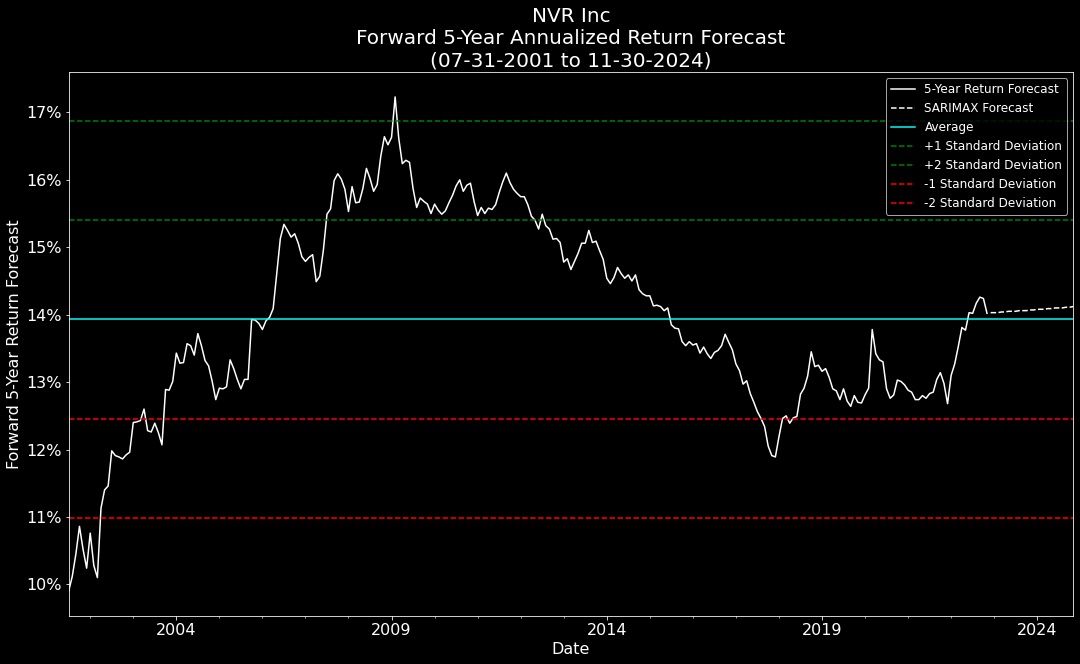 NVR Inc
Forward 5-Year Annualized Return Forecast
(07-31-2001 to 11-30-2024)
5-Year Return Forecast
SARIMAX Forecast
Average
+1 Standard Deviation
+2 Standard Deviation
-1 Standard Deviation
-2 Standard Deviation
Forward 5-Year Return Forecast
17%
16%
15%
14%
13%
12%
11%
10%
2004
2009
2014
2019
2024
Date